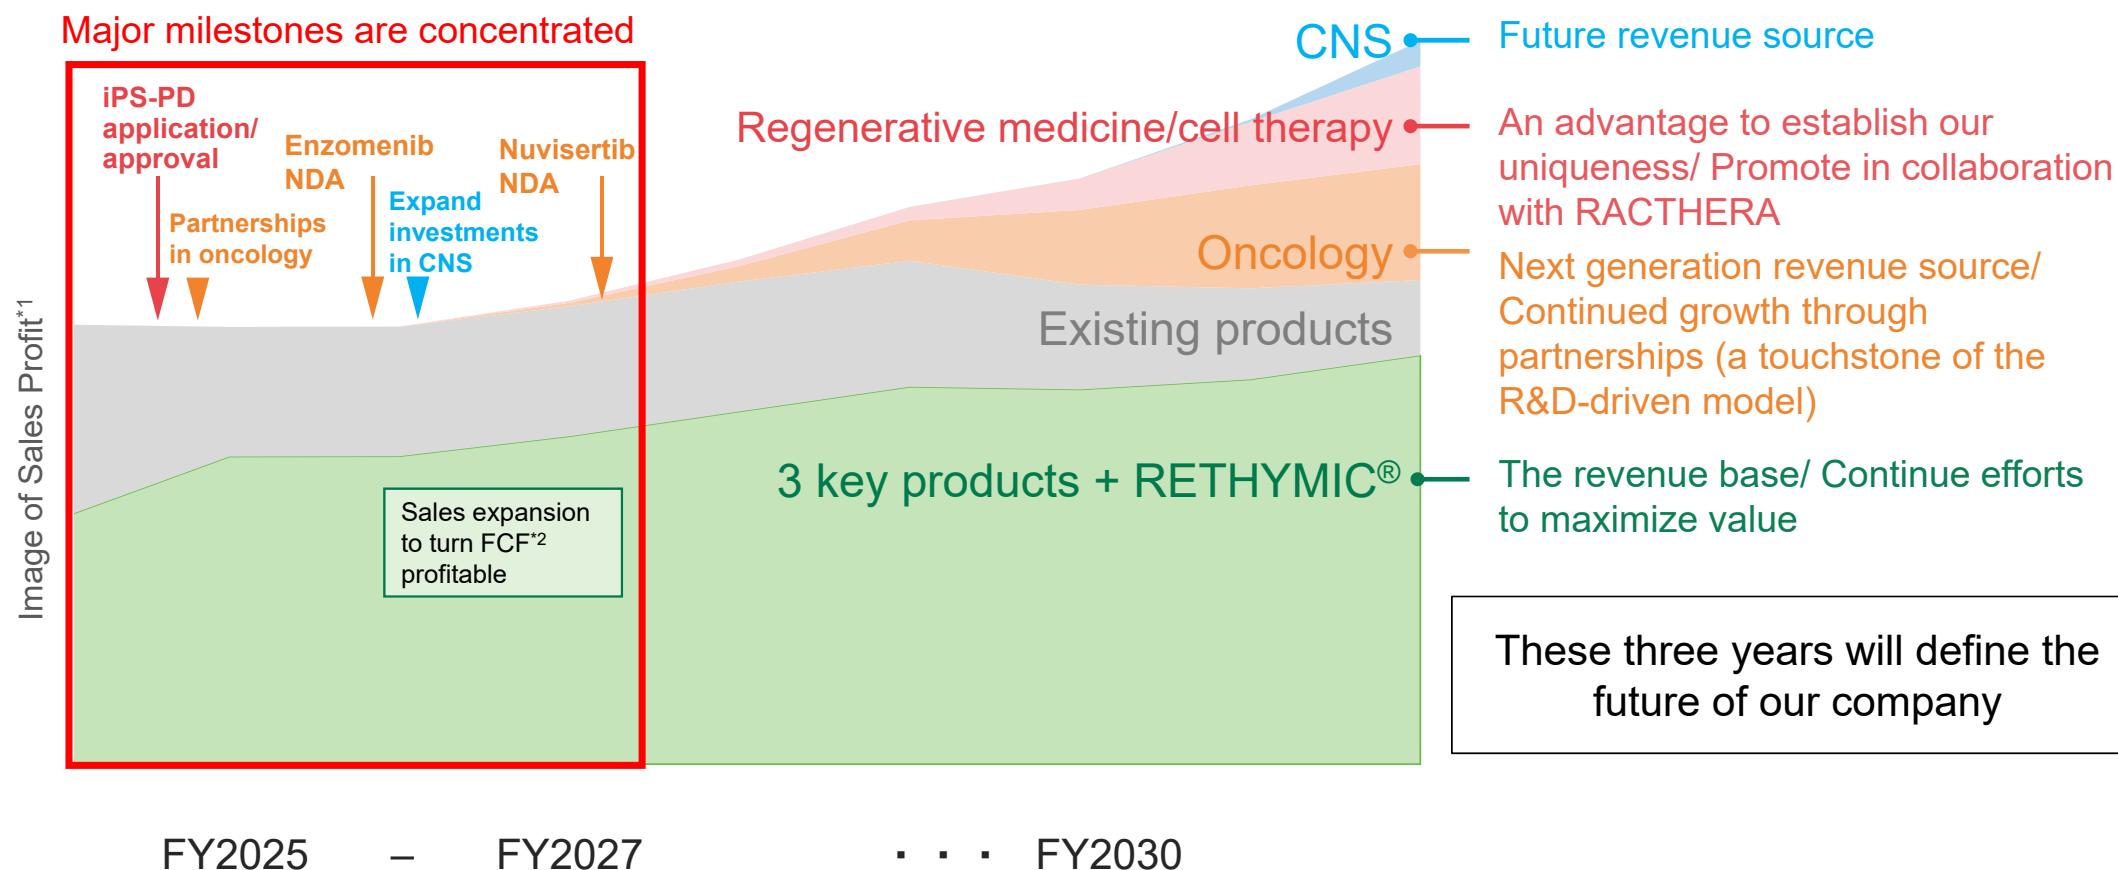 Major milestones are concentrated
iPS-PD
application/
approval
Partnerships
in oncology
Enzomenib
NDA
Expand
investments
in CNS
Nuvisertib
NDA
Sales expansion
to turn FCF*2
profitable
Image of Sales Profit*1
CNS
Future revenue source
Regenerative medicine/cell therapy
An advantage to establish our
uniqueness/ Promote in collaboration
with RACTHERA
Oncology
Next generation revenue source/
Continued growth through
partnerships (a touchstone of the
R&D-driven model)
Existing products
3 key products + RETHYMIC®
The revenue base/ Continue efforts
to maximize value
These three years will define the
future of our company
FY2025 – FY2027 · · · FY2030